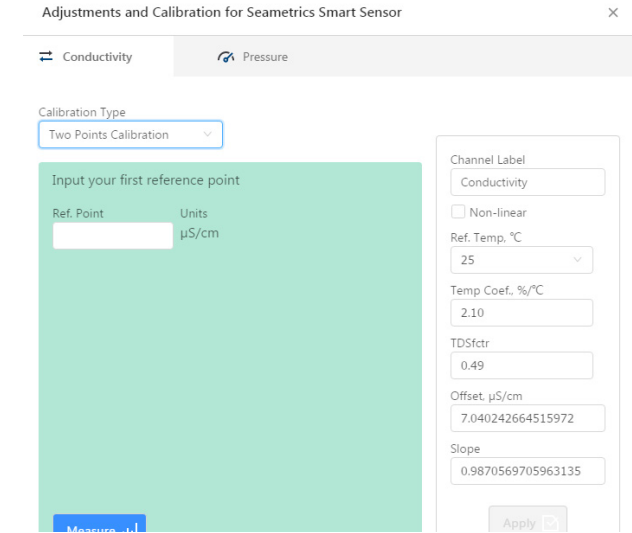 Adjustments and Calibration for Seametrics Smart Sensor
Conductivity
Pressure
Calibration Type
Two Points Calibration
Input your first reference point
Ref. Point
Units
µS/cm
Measure
Channel Label
Conductivity
Non-linear
Ref. Temp, °C
25
Temp Coef., %/°C
2.10
TDSfctr
0.49
Offset, µS/cm
7.040242664515972
Slope
0.9870569705963135
Apply